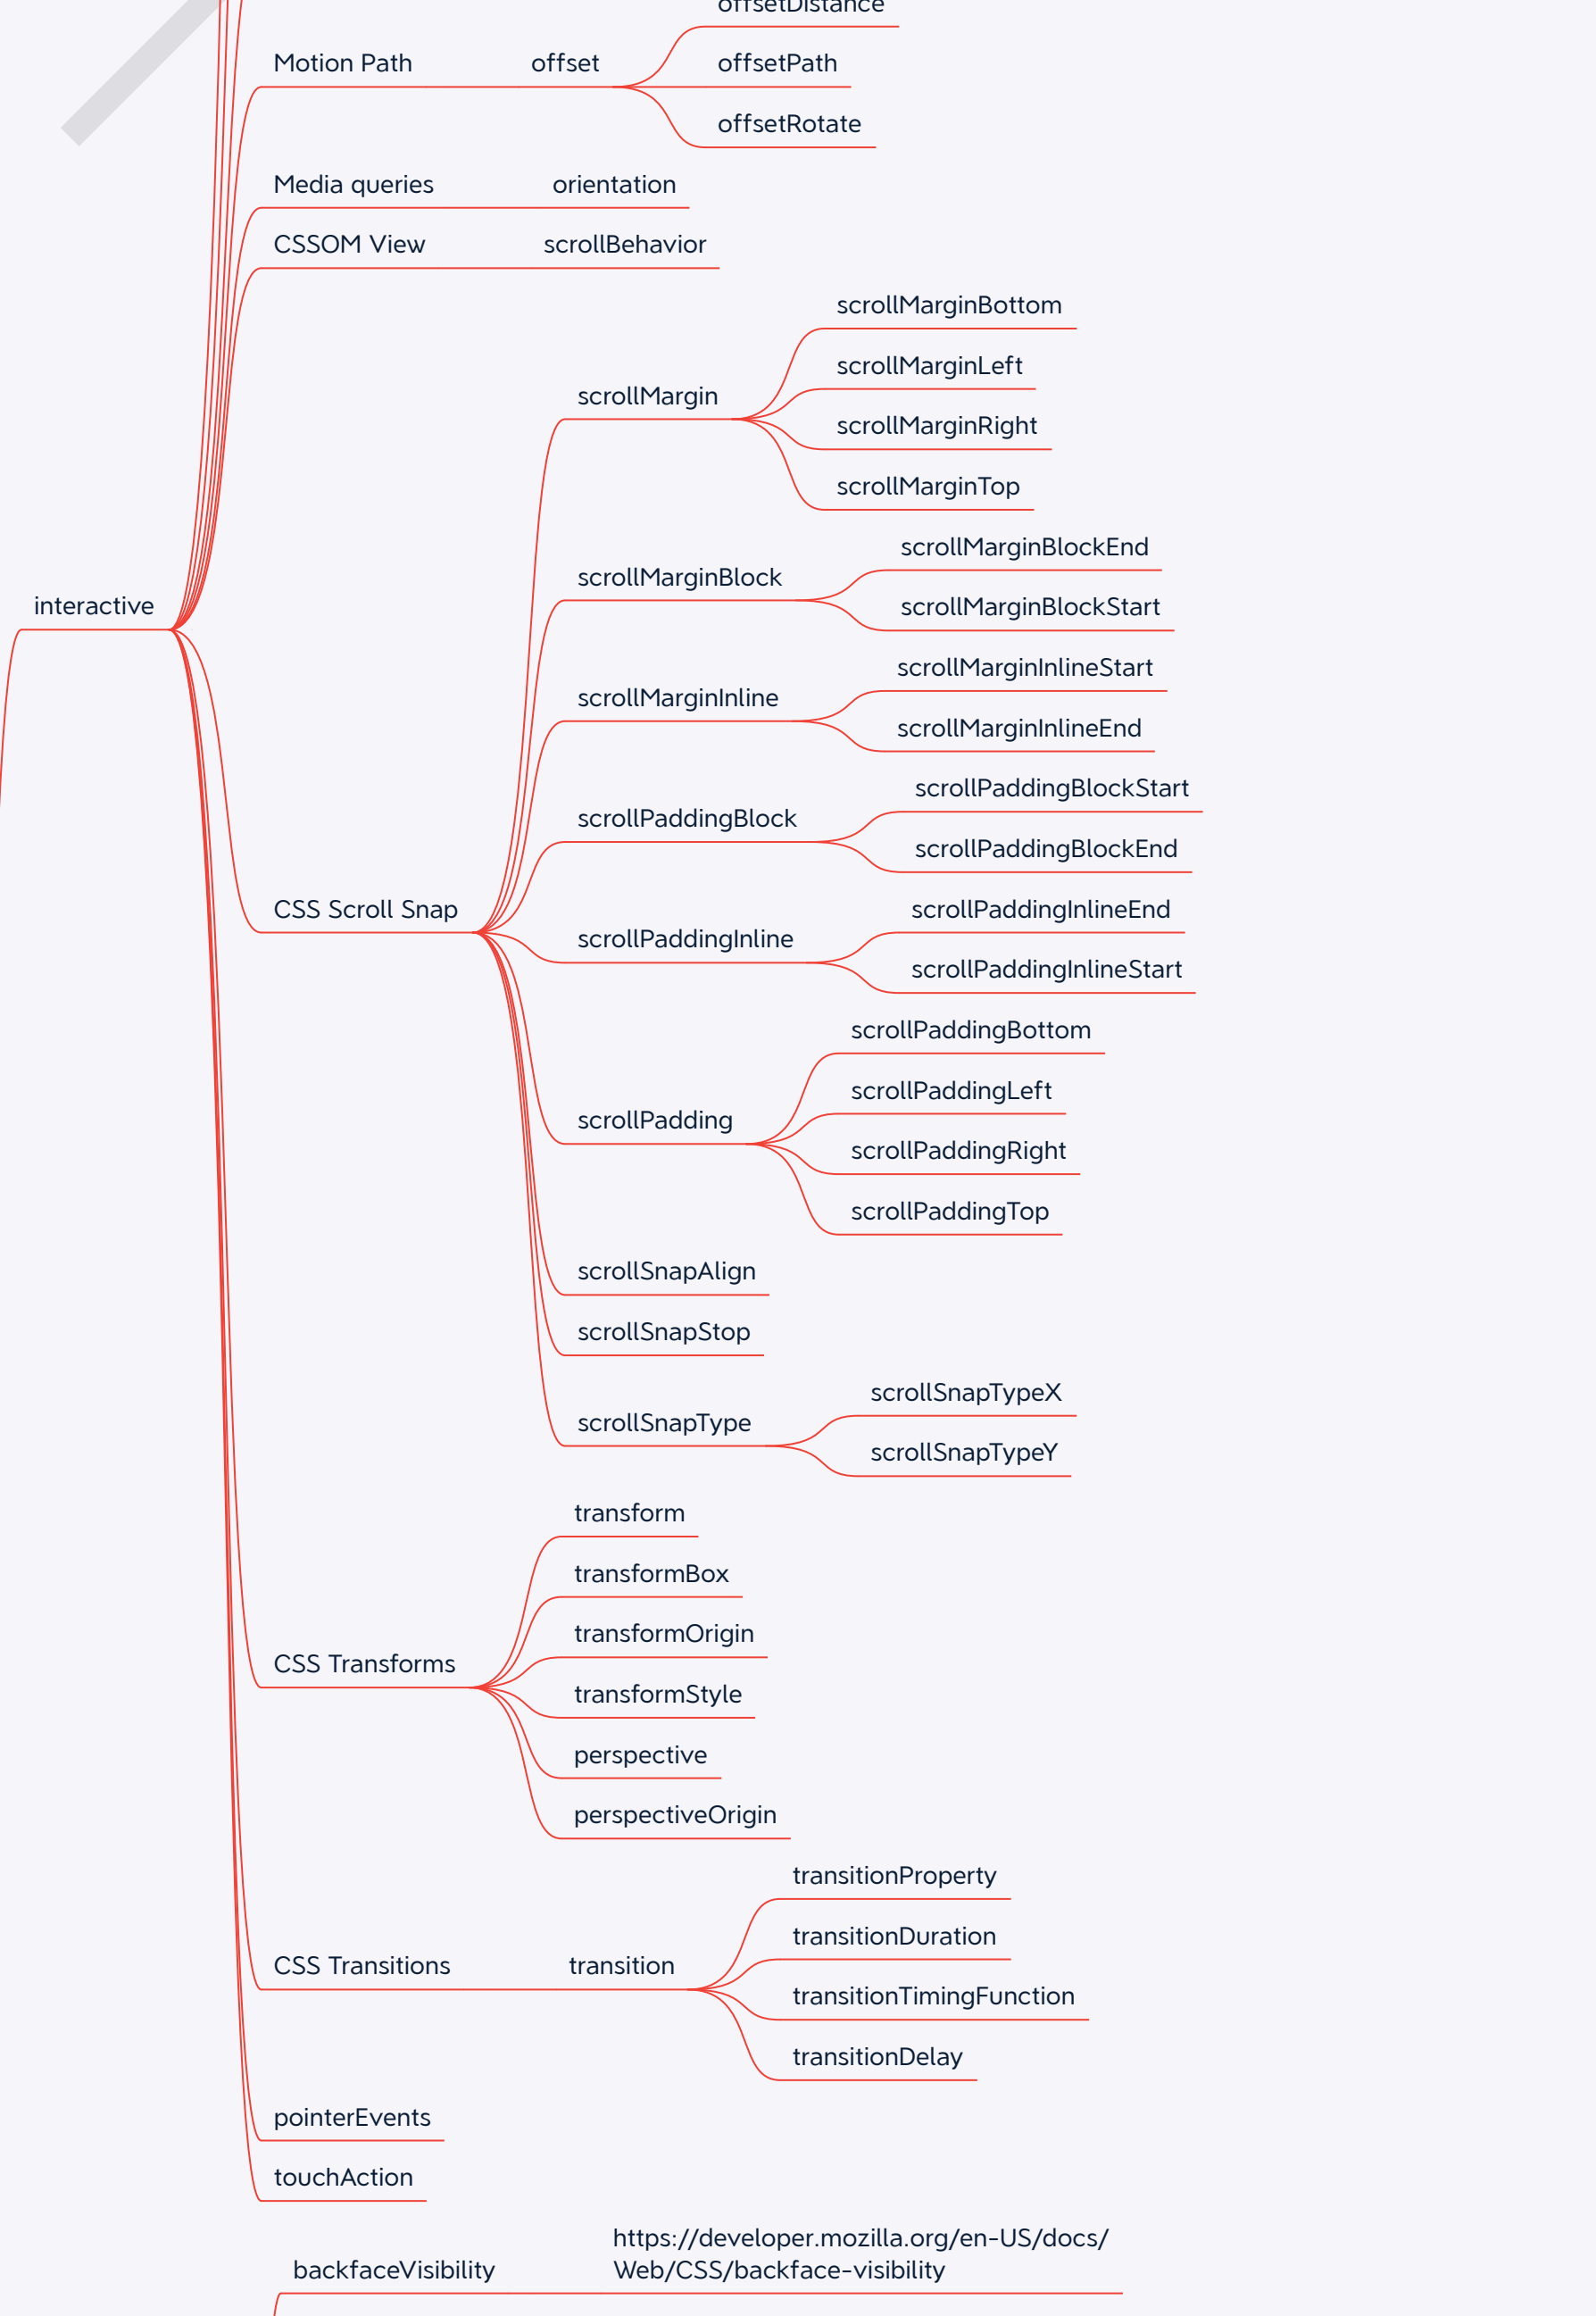 offsetDistance
Motion Path
offset
offsetPath
offsetRotate
Media queries
orientation
CSSOM View
scrollBehavior
scrollMarginBottom
scrollMarginLeft
scrollMargin
scrollMarginRight
scrollMarginTop
scrollMarginBlockEnd
scrollMarginBlock
scrollMarginBlockStart
interactive
scrollMarginInlineStart
scrollMarginInline
scrollMarginInlineEnd
scrollPaddingBlockStart
scrollPaddingBlock
scrollPaddingBlockEnd
CSS Scroll Snap
scrollPaddingInlineEnd
scrollPaddingInline
scrollPaddingInlineStart
scrollPaddingBottom
scrollPaddingLeft
scrollPadding
scrollPaddingRight
scrollPaddingTop
scrollSnapAlign
scrollSnapStop
scrollSnapTypeX
scrollSnapType
scrollSnapTypeY
transform
transformBox
transformOrigin
CSS Transforms
transformStyle
perspective
perspectiveOrigin
transitionProperty
transitionDuration
CSS Transitions
transition
transitionTimingFunction
transitionDelay
pointerEvents
touchAction
backfaceVisibility
https://developer.mozilla.org/en-US/docs/
Web/CSS/backface-visibility